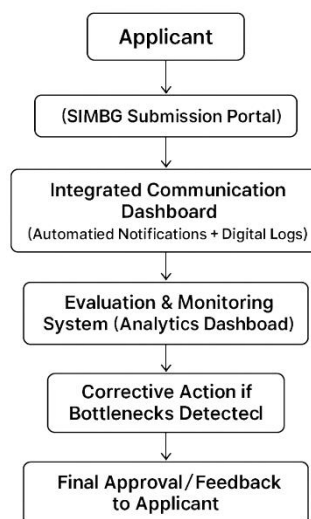 Applicant
(SIMBG Submission Portal)
Integrated Communication
Dashboard
(Automatied Notifications + Digital Logs)
Evaluation & Monitoring
System (Analytics Dashboad)
Corrective Action if
Bottlenecks Detectecl
Final Approval/Feedback
to Applicant